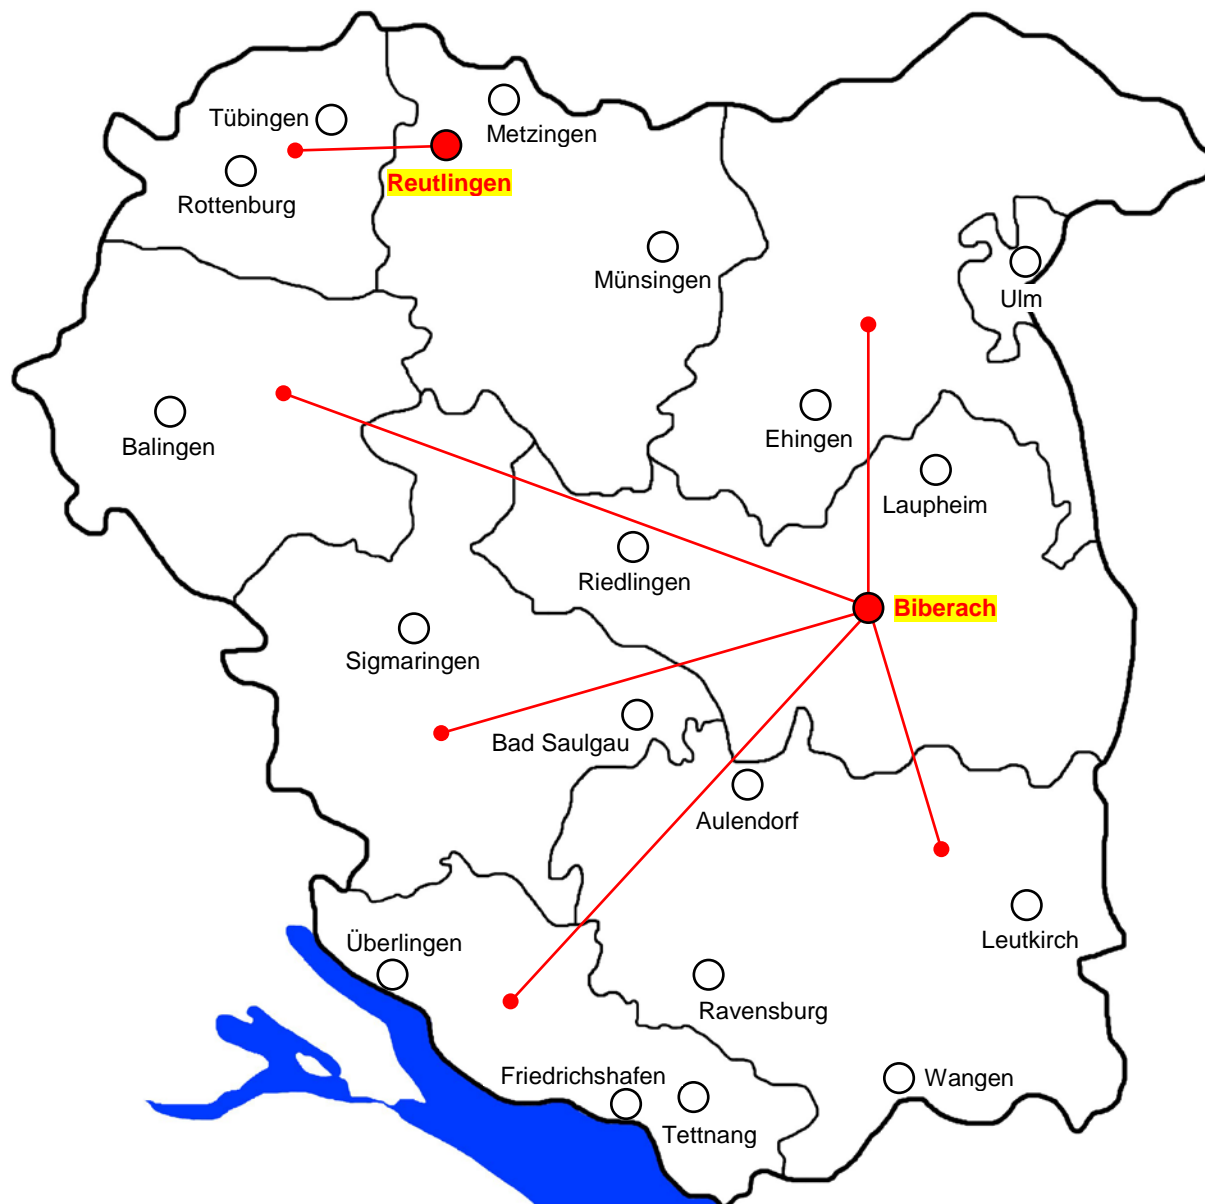 Tübingen
Metzingen
Reutlingen
Rottenburg
Münsingen
Ulm
Balingen
Ehingen
Laupheim
Riedlingen
Biberach
Sigmaringen
Bad Saulgau
Aulendorf
Leutkirch
Überlingen
Ravensburg
Friedrichshafen
Wangen
Tettnang